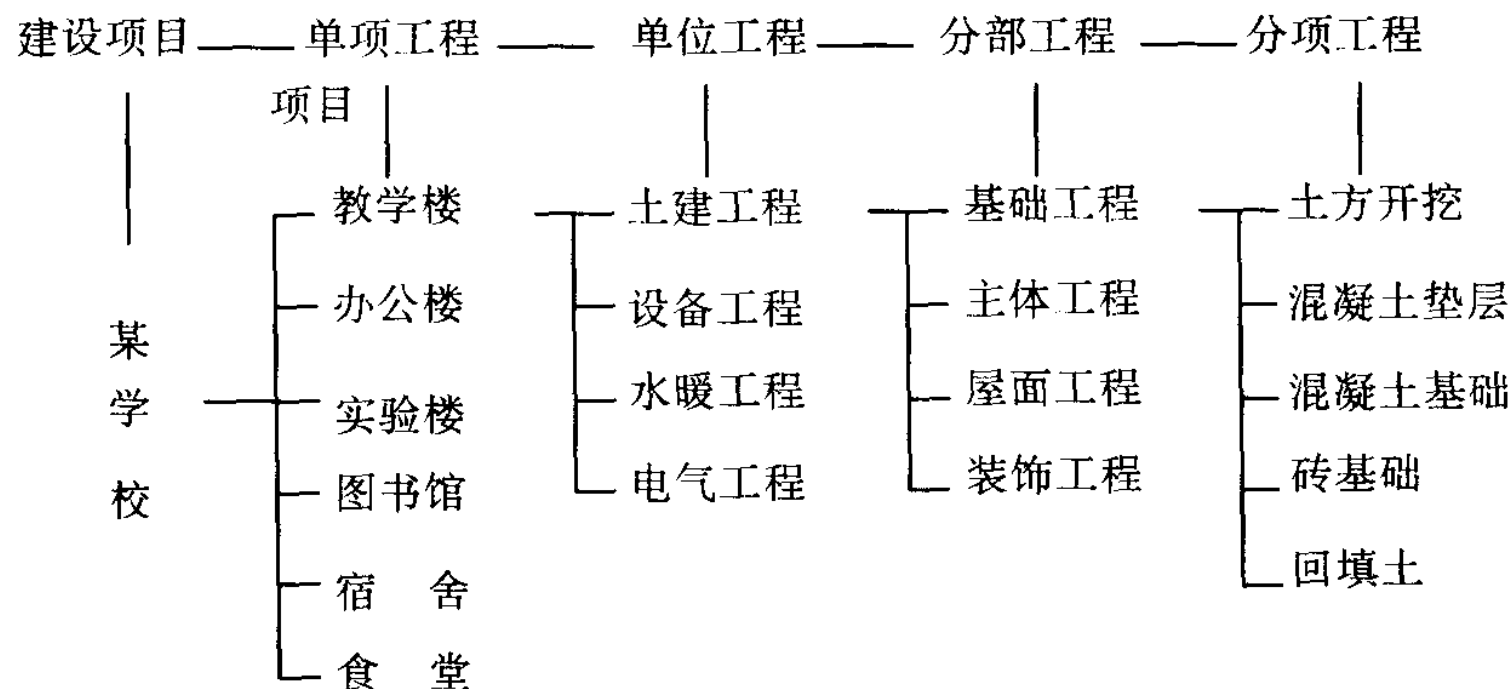 建设项目 单项工程 单位工程 分部工程 分项工程
项目
教学楼 土建工程 基础工程 土方开挖
办公楼 设备工程 主体工程 混凝土垫层
某学校
实验楼 水暖工程 屋面工程 混凝土基础
图书馆 电气工程 装饰工程 砖基础
宿 舍 回填土
食 堂